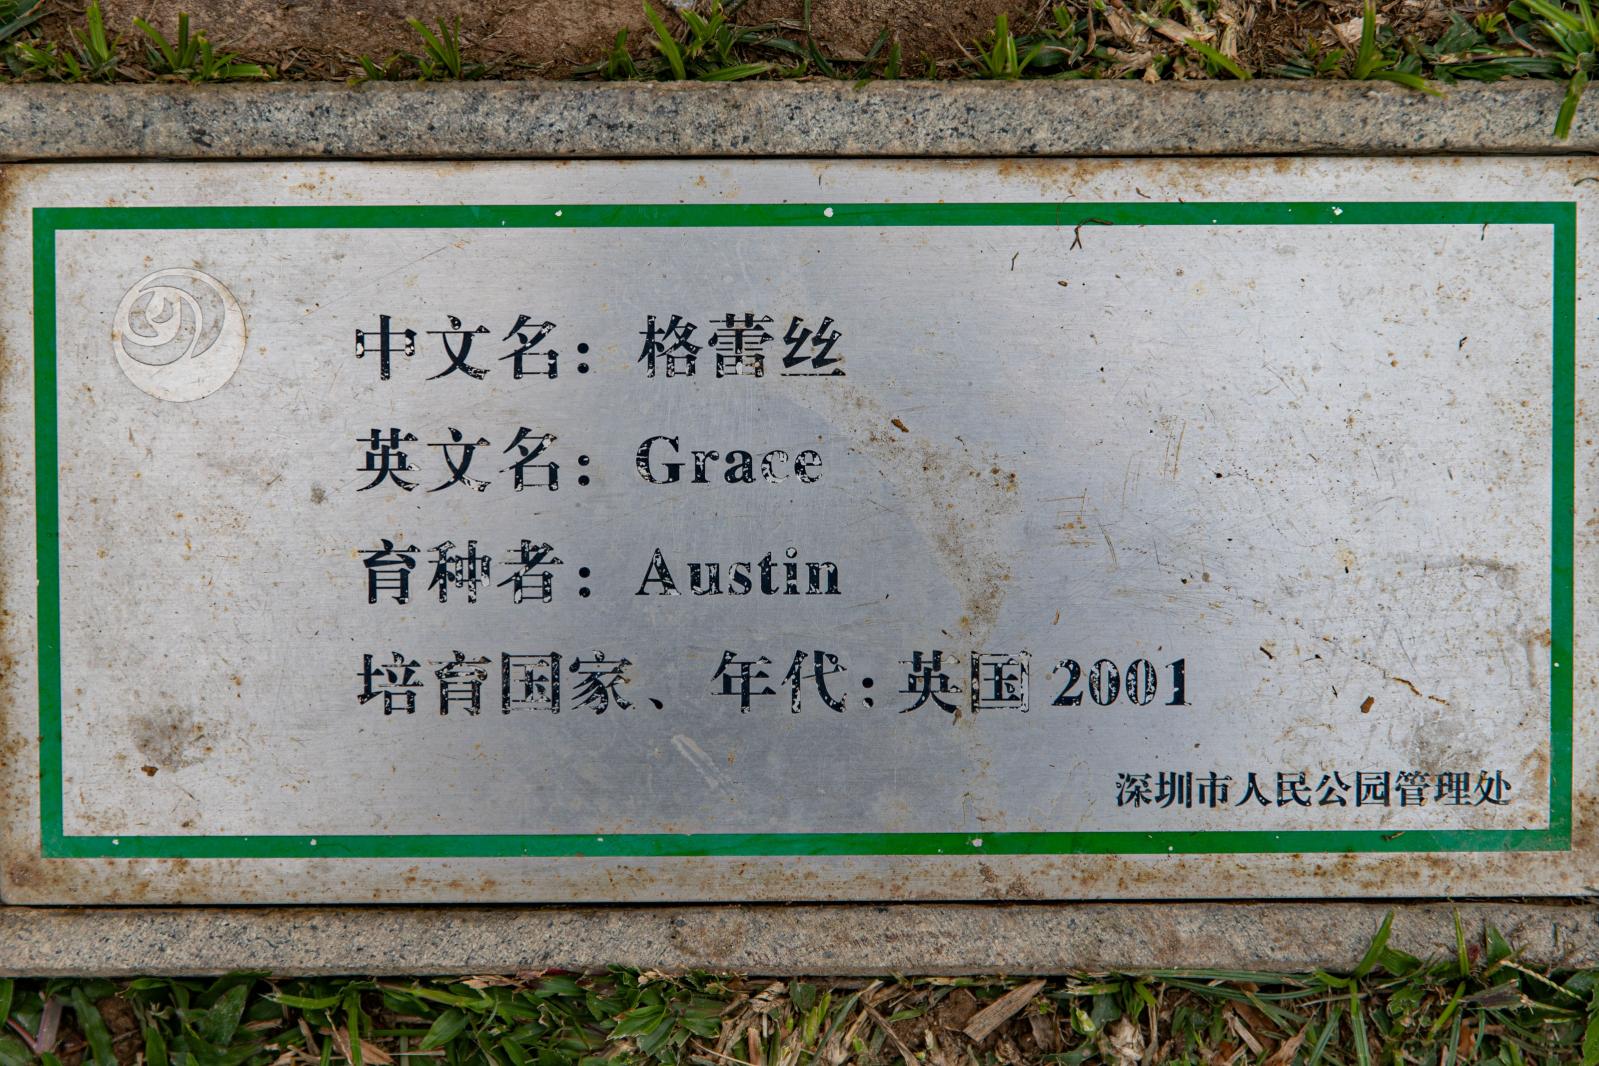 中文名：格蕾丝
英文名：Grace
育种者：Austin
培育国家、年代：英国 2001
深圳市人民公园管理处